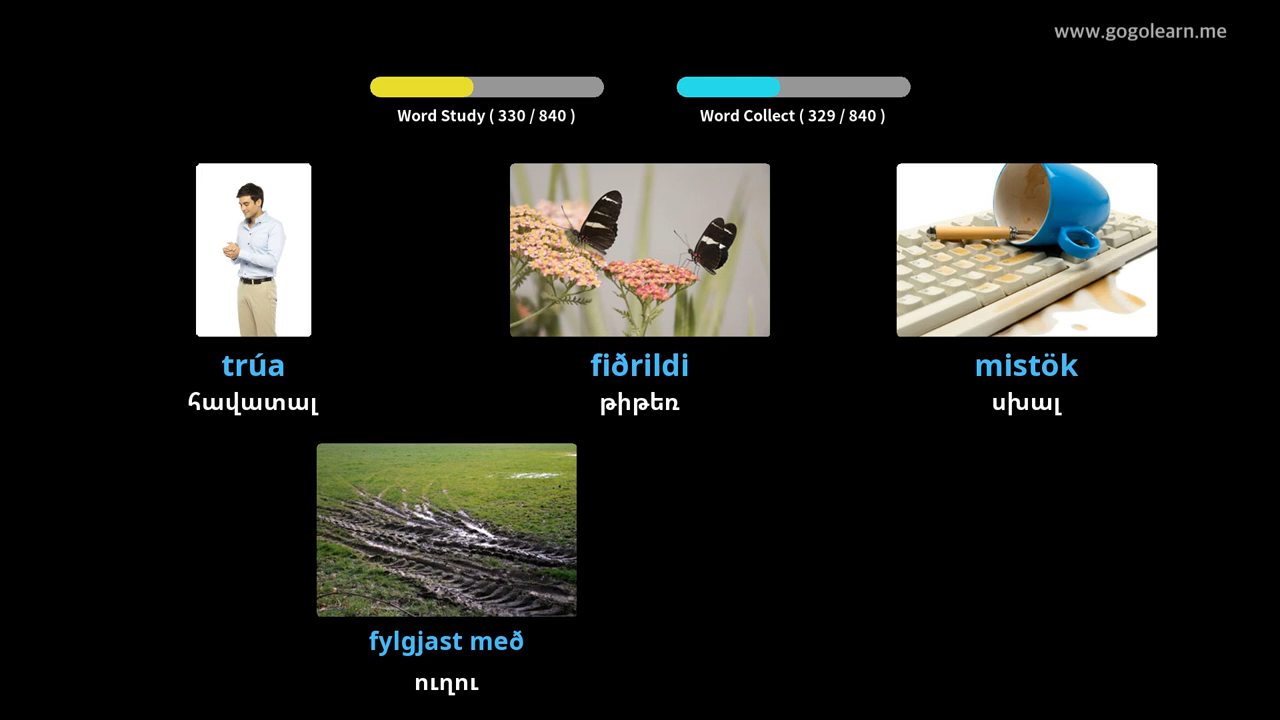 www.gogolearn.me
Word Study ( 330 / 840 )
Word Collect ( 329 / 840 )
trúa
հավատալ
fiðrildi
թիթեռ
mistök
սխալ
fylgjast með
ուղու